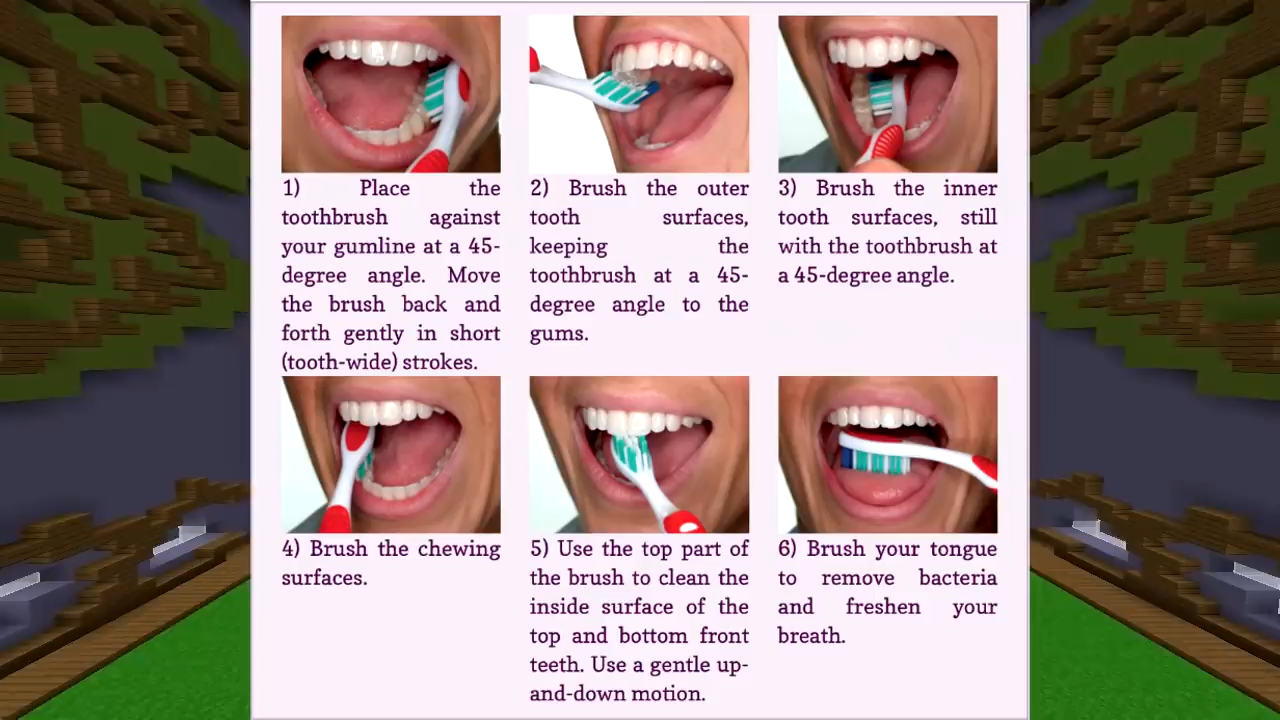 1) Place the
toothbrush against
your gumline at a 45-
degree angle. Move
the brush back and
forth gently in short
(tooth-wide) strokes.
2) Brush the outer
tooth surfaces,
keeping the
toothbrush at a 45-
degree angle to the
gums.
3) Brush the inner
tooth surfaces, still
with the toothbrush at
a 45-degree angle.
4) Brush the chewing
surfaces.
5) Use the top part of
the brush to clean the
inside surface of the
top and bottom front
teeth. Use a gentle up-
and-down motion.
6) Brush your tongue
to remove bacteria
and freshen your
breath.